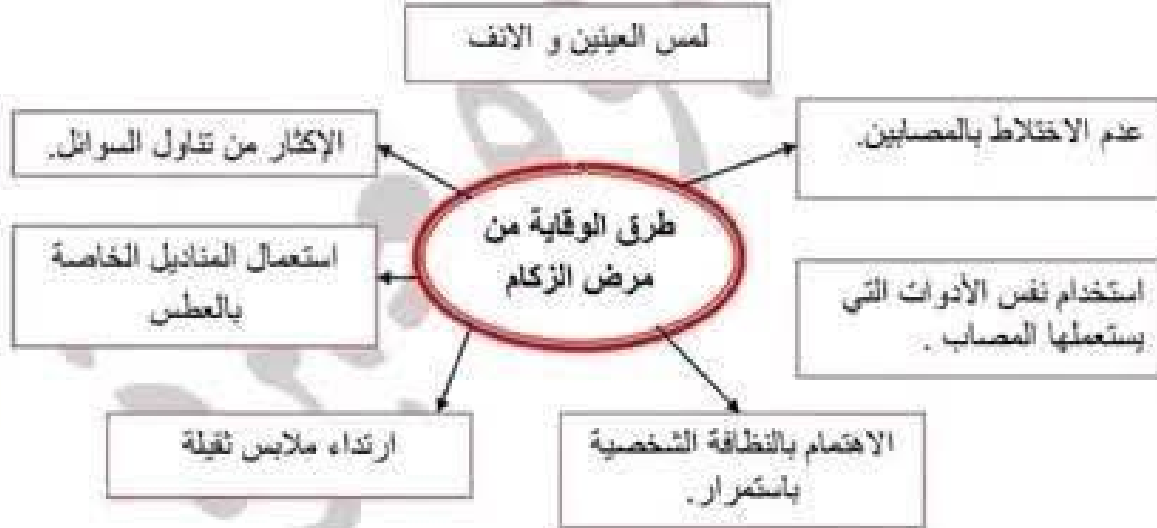 لمس العينين و الانف
عدم الاختلاط بالمصابين.
الإكثار من تناول السوائل.
طرق الوقاية من
مرض الزكام
استعمال المناديل الخاصة
بالعطس
استخدام نفس الأدوات التي
يستعملها المصاب .
ارتداء ملابس ثقيلة
الاهتمام بالنظافة الشخصية
باستمرار.